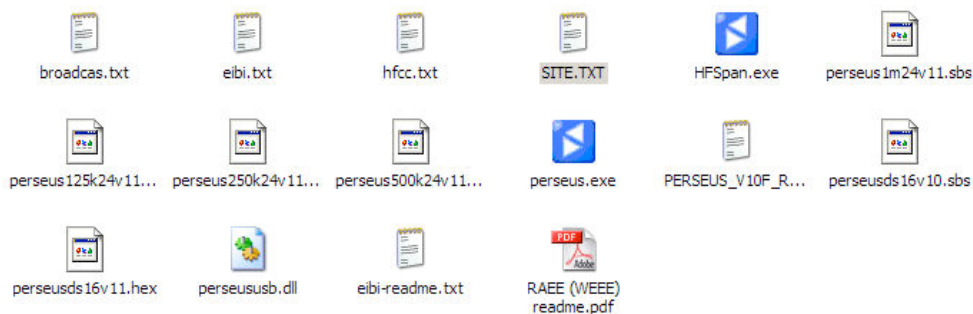 broadcas.txt
eibi.txt
hfcc.txt
SITE.TXT
HFSpan.exe
perseus1m24v11.sbs
perseus125k24v11...
perseus250k24v11...
perseus500k24v11...
perseus.exe
PERSEUS_V10F_R...
perseusds16v10.sbs
perseusds16v11.hex
perseususb.dll
eibi-readme.txt
PDF
Adobe
RAEE (WEEE)
readme.pdf